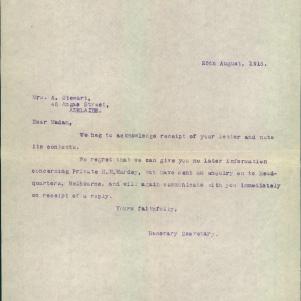 26th August, 1918.
Mrs. A. Stewart,
48 Angas Street,
ADELAIDE.
Dear Madam,
We beg to acknowledge receipt of your letter and note
its contents.
We regret that we can give you no later information
concerning Private H.M.Murday, but have sent an enquiry on to Head-
quarters, Melbourne, and will again communicate with you immediately
on receipt of a reply.
Yours faithfully,
Honorary Secretary.